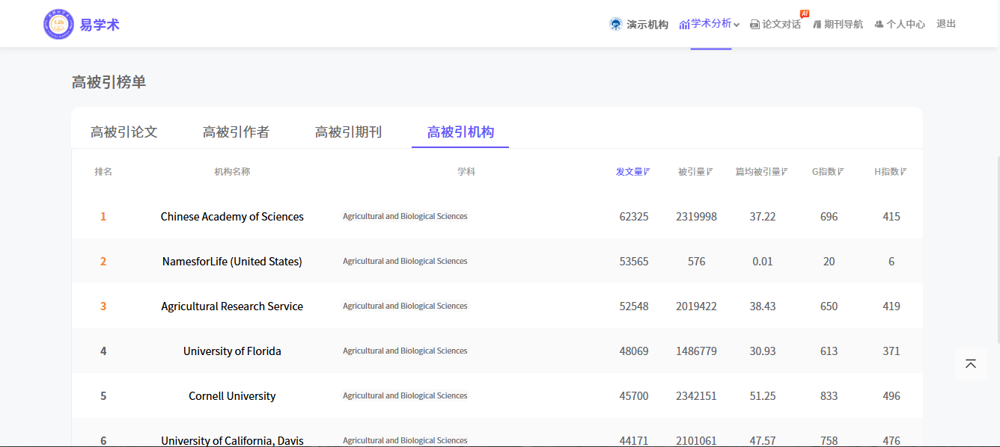 易学术 演示机构 学术分析 论文对话 AI 期刊导航 个人中心 退出
高被引榜单
高被引论文 高被引作者 高被引期刊 高被引机构
排名 机构名称 学科 发文量 被引量 篇均被引量 G指数 H指数
1 Chinese Academy of Sciences Agricultural and Biological Sciences 62325 2319998 37.22 696 415
2 NamesforLife (United States) Agricultural and Biological Sciences 53565 576 0.01 20 6
3 Agricultural Research Service Agricultural and Biological Sciences 52548 2019422 38.43 650 419
4 University of Florida Agricultural and Biological Sciences 48069 1486779 30.93 613 371
5 Cornell University Agricultural and Biological Sciences 45700 2342151 51.25 833 496
6 University of California, Davis Agricultural and Biological Sciences 44171 2101061 47.57 758 476